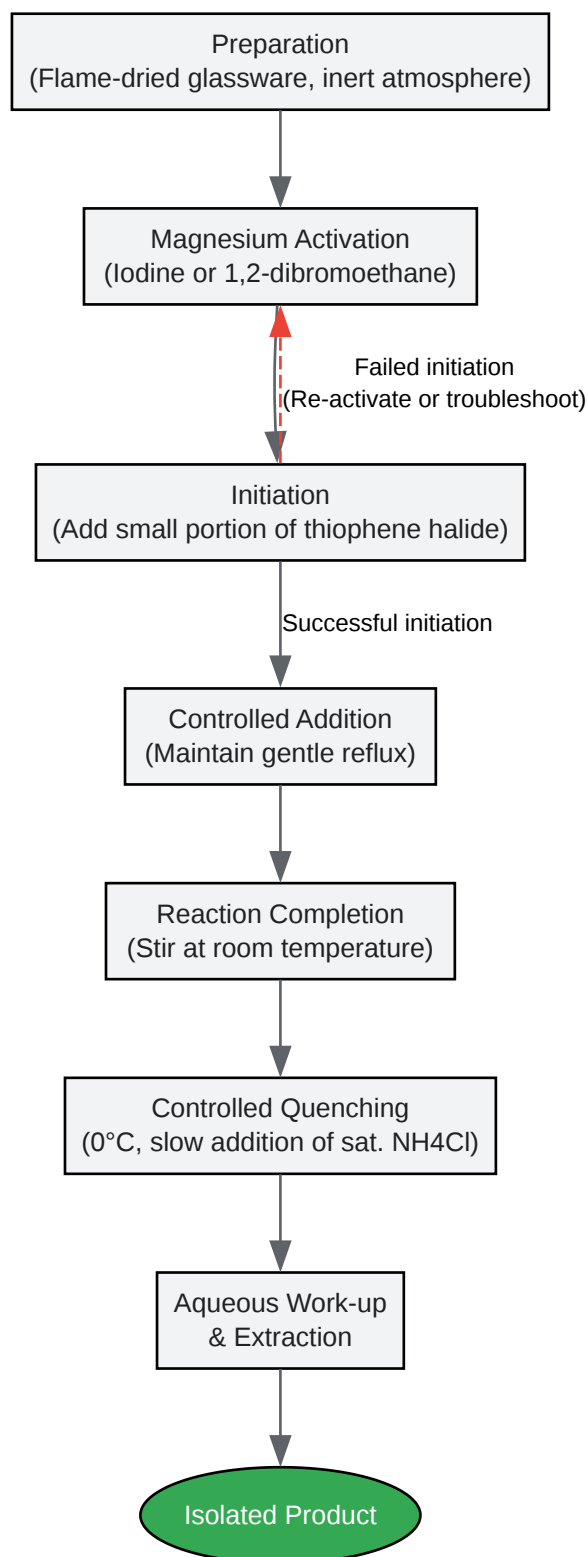 Preparation
(Flame-dried glassware, inert atmosphere)
Magnesium Activation
(Iodine or 1,2-dibromoethane)
Failed initiation
(Re-activate or troubleshoot)
Initiation
(Add small portion of thiophene halide)
Successful initiation
Controlled Addition
(Maintain gentle reflux)
Reaction Completion
(Stir at room temperature)
Controlled Quenching
(0°C, slow addition of sat. NH4Cl)
Aqueous Work-up
& Extraction
Isolated Product